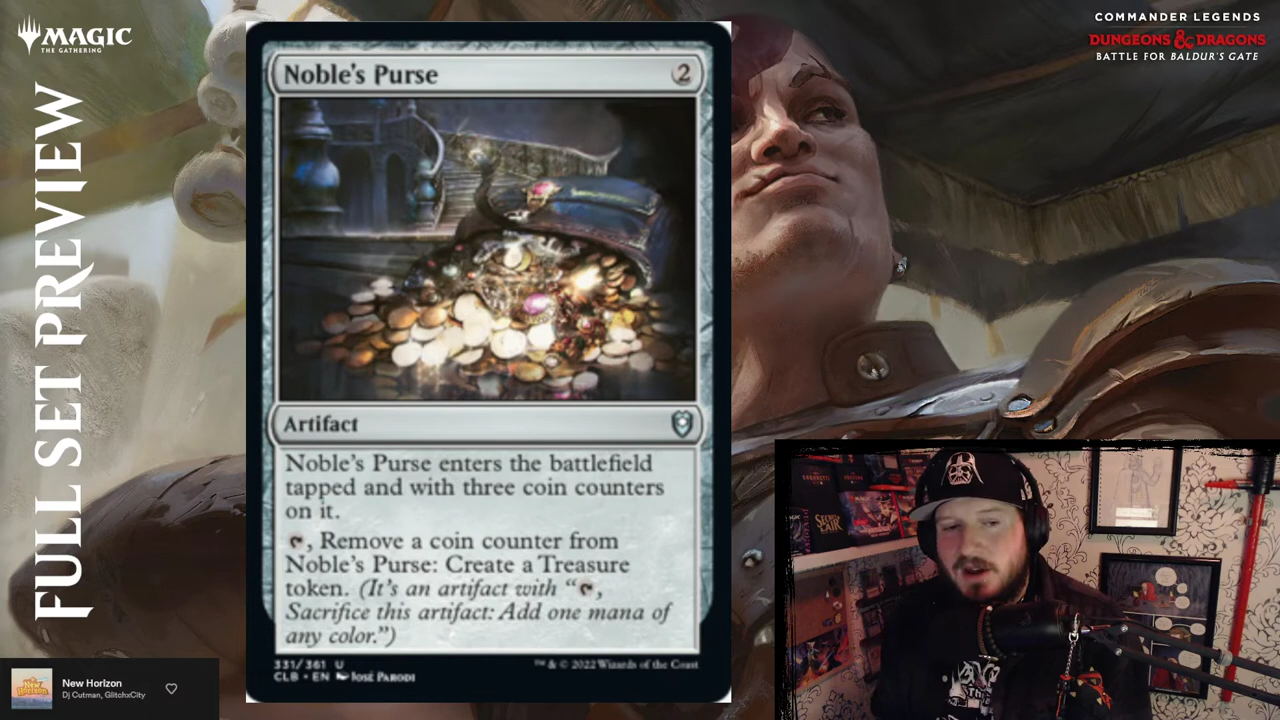 MAGIC
THE GATHERING
FULL SET PREVIEW
COMMANDER LEGENDS
DUNGEONS & DRAGONS
BATTLE FOR BALDUR'S GATE
Noble's Purse 2
Artifact
Noble's Purse enters the battlefield
tapped and with three coin counters
on it.
, Remove a coin counter from
Noble's Purse: Create a Treasure
token. (It's an artifact with “ ,
Sacrifice this artifact: Add one mana of
any color.”)
331/361 U
CLB • EN JOSÉ PARODI
™ & © 2022 Wizards of the Coast
New Horizon
Dj Cutman, GlitchxCity
SECRET
LAIR